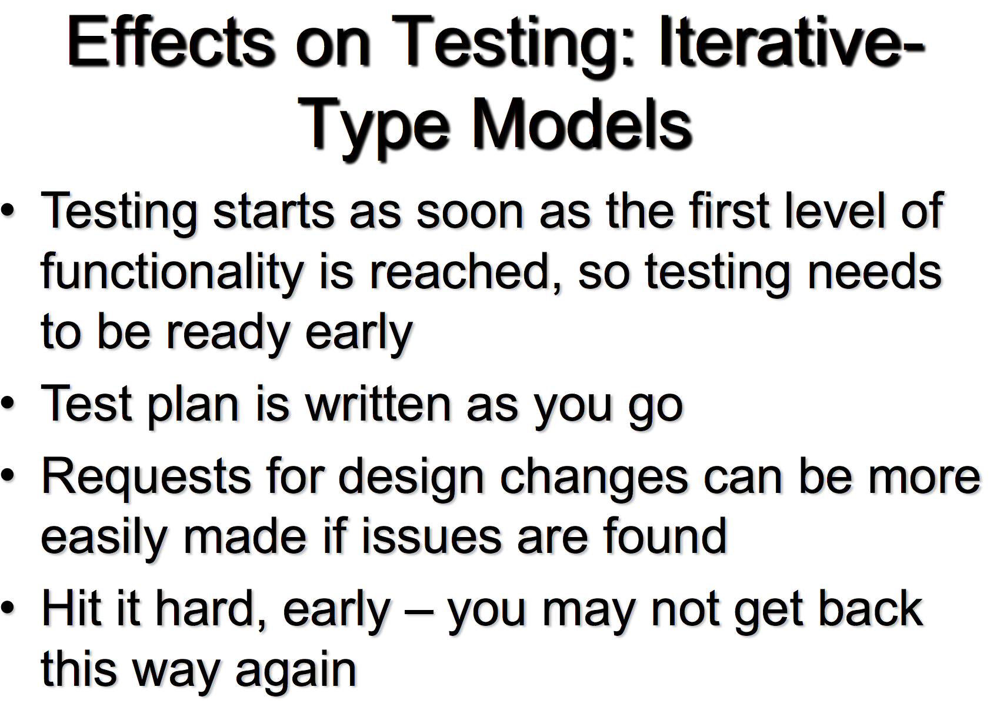 Effects on Testing: Iterative-
Type Models
• Testing starts as soon as the first level of
functionality is reached, so testing needs
to be ready early
• Test plan is written as you go
• Requests for design changes can be more
easily made if issues are found
• Hit it hard, early – you may not get back
this way again